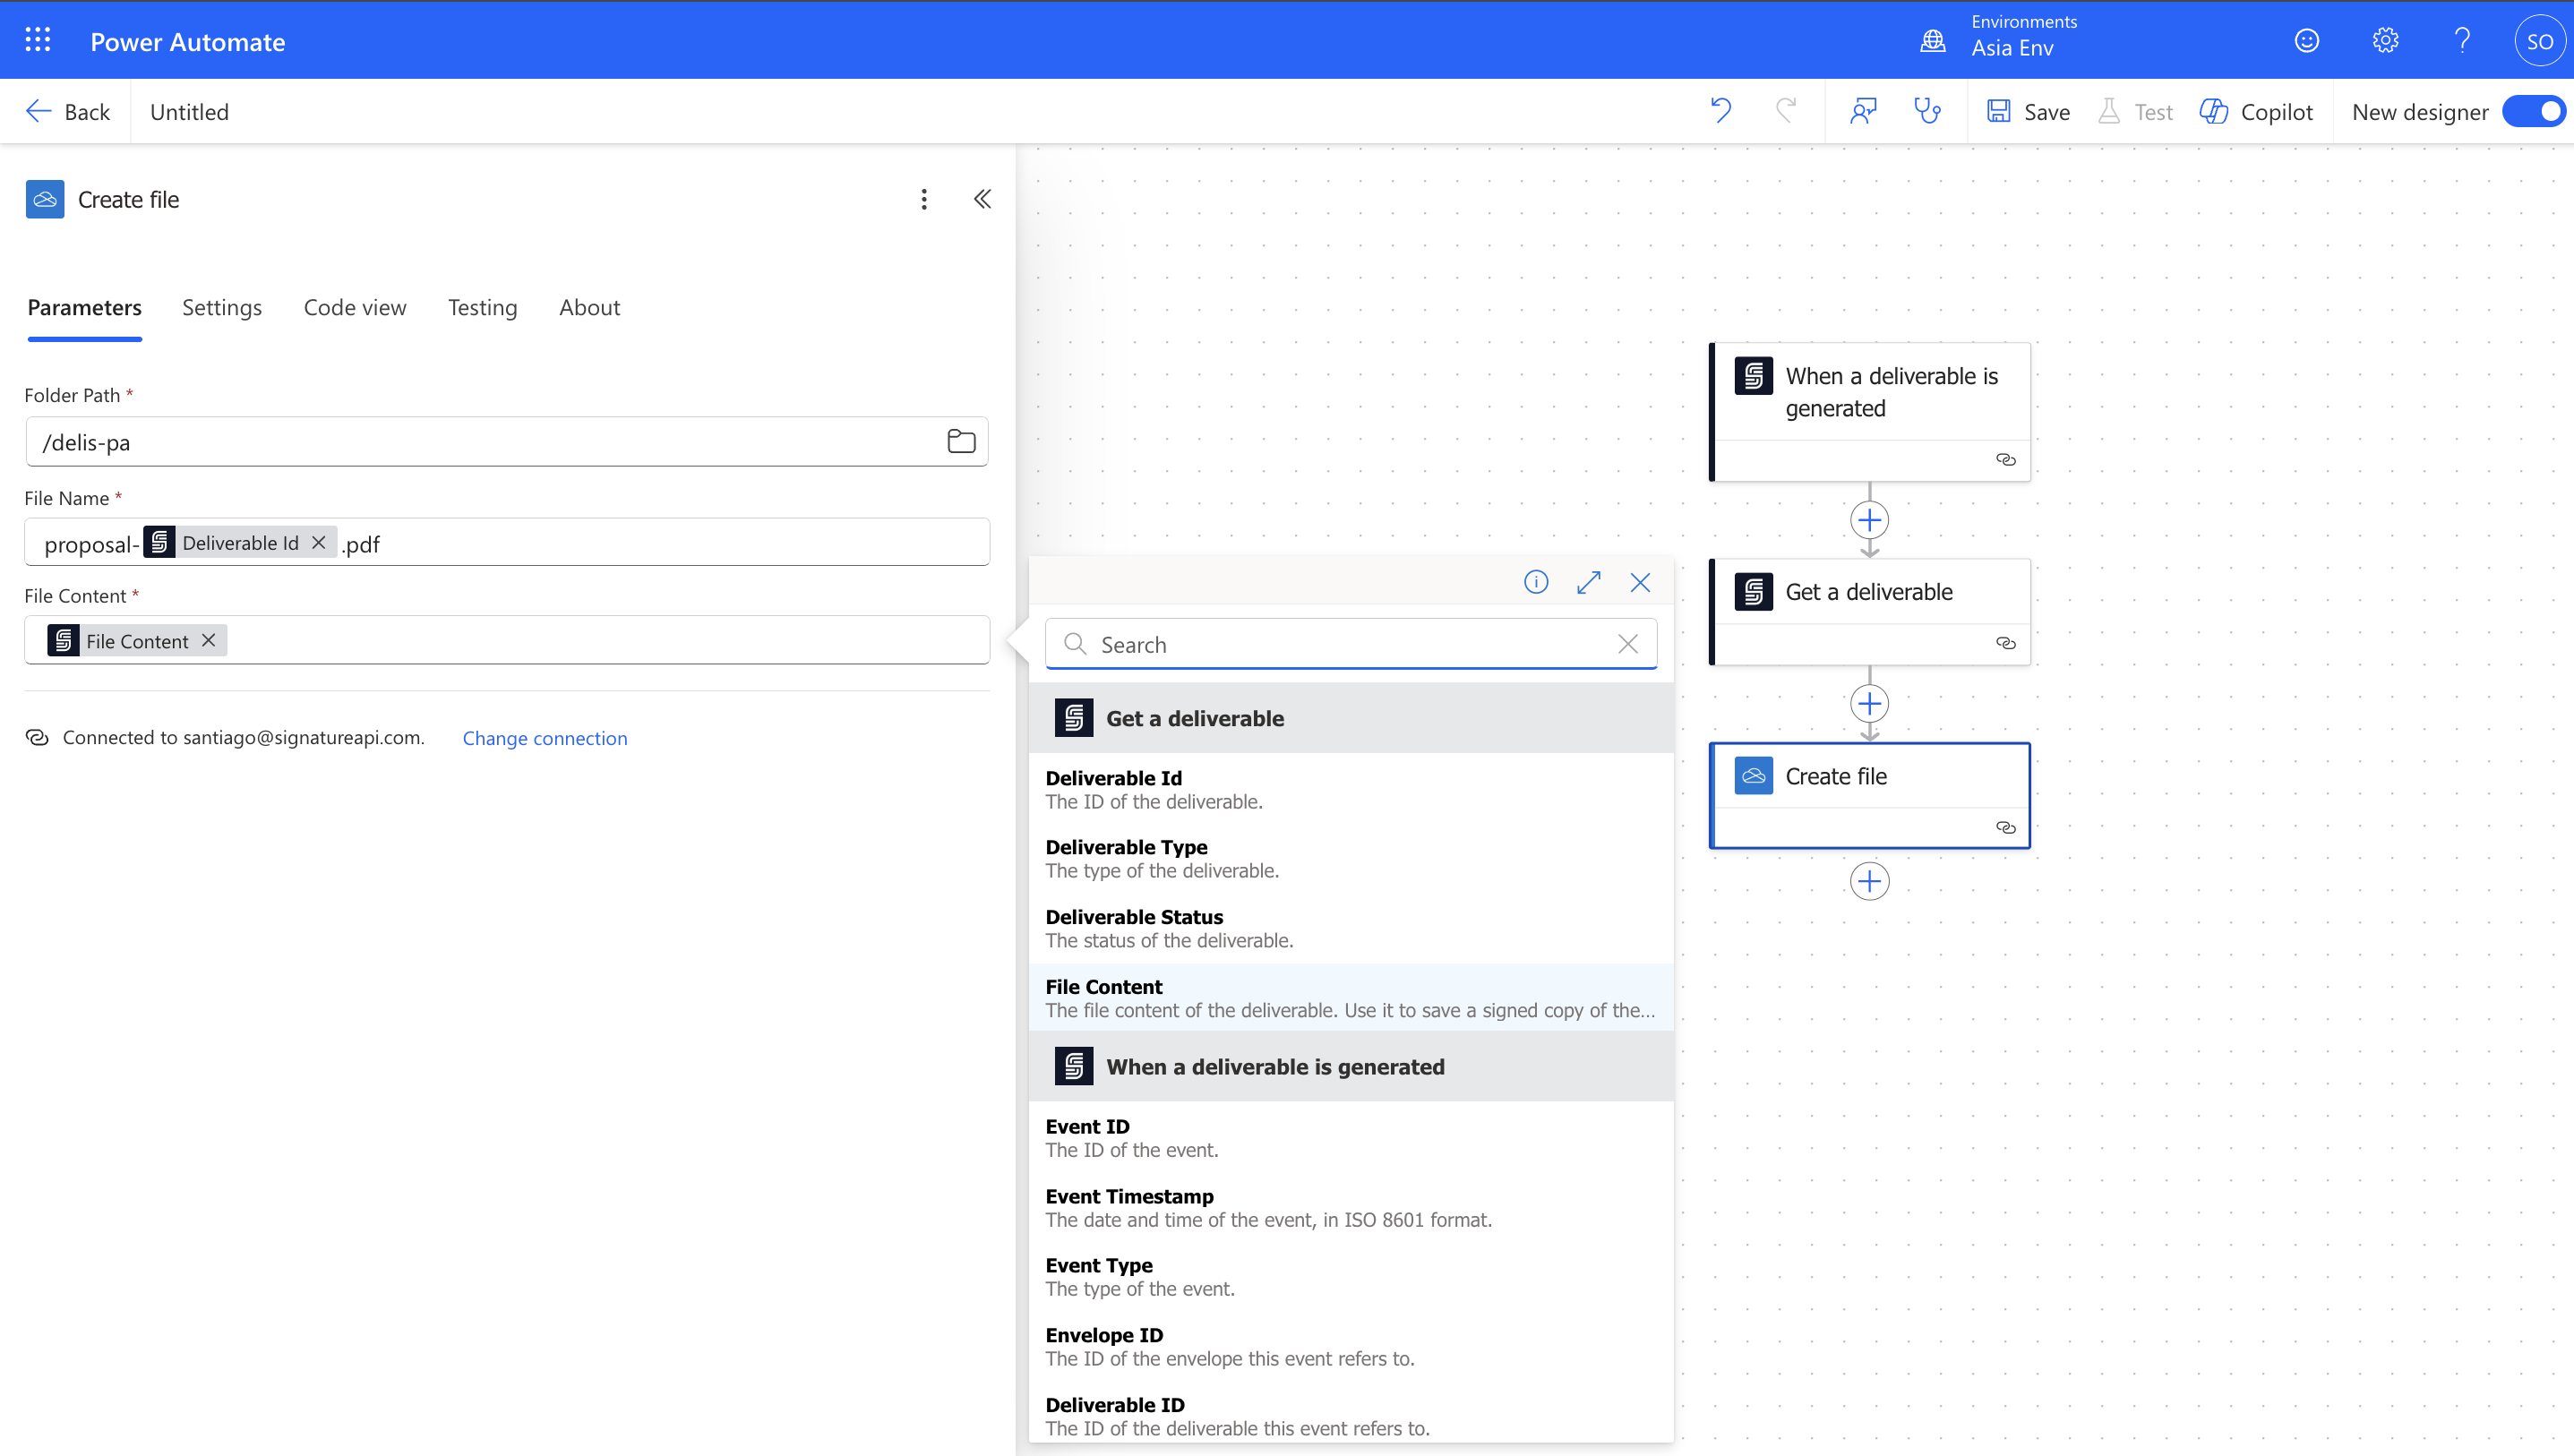 Power Automate
Environments
Asia Env
SO
Back
Untitled
Save
Test
Copilot
New designer
Create file
Parameters
Settings
Code view
Testing
About
Folder Path *
/delis-pa
File Name *
proposal- Deliverable Id .pdf
File Content *
File Content
Connected to santiago@signatureapi.com.
Change connection
Search
Get a deliverable
Deliverable Id
The ID of the deliverable.
Deliverable Type
The type of the deliverable.
Deliverable Status
The status of the deliverable.
File Content
The file content of the deliverable. Use it to save a signed copy of the...
When a deliverable is generated
Event ID
The ID of the event.
Event Timestamp
The date and time of the event, in ISO 8601 format.
Event Type
The type of the event.
Envelope ID
The ID of the envelope this event refers to.
Deliverable ID
The ID of the deliverable this event refers to.
When a deliverable is
generated
Get a deliverable
Create file